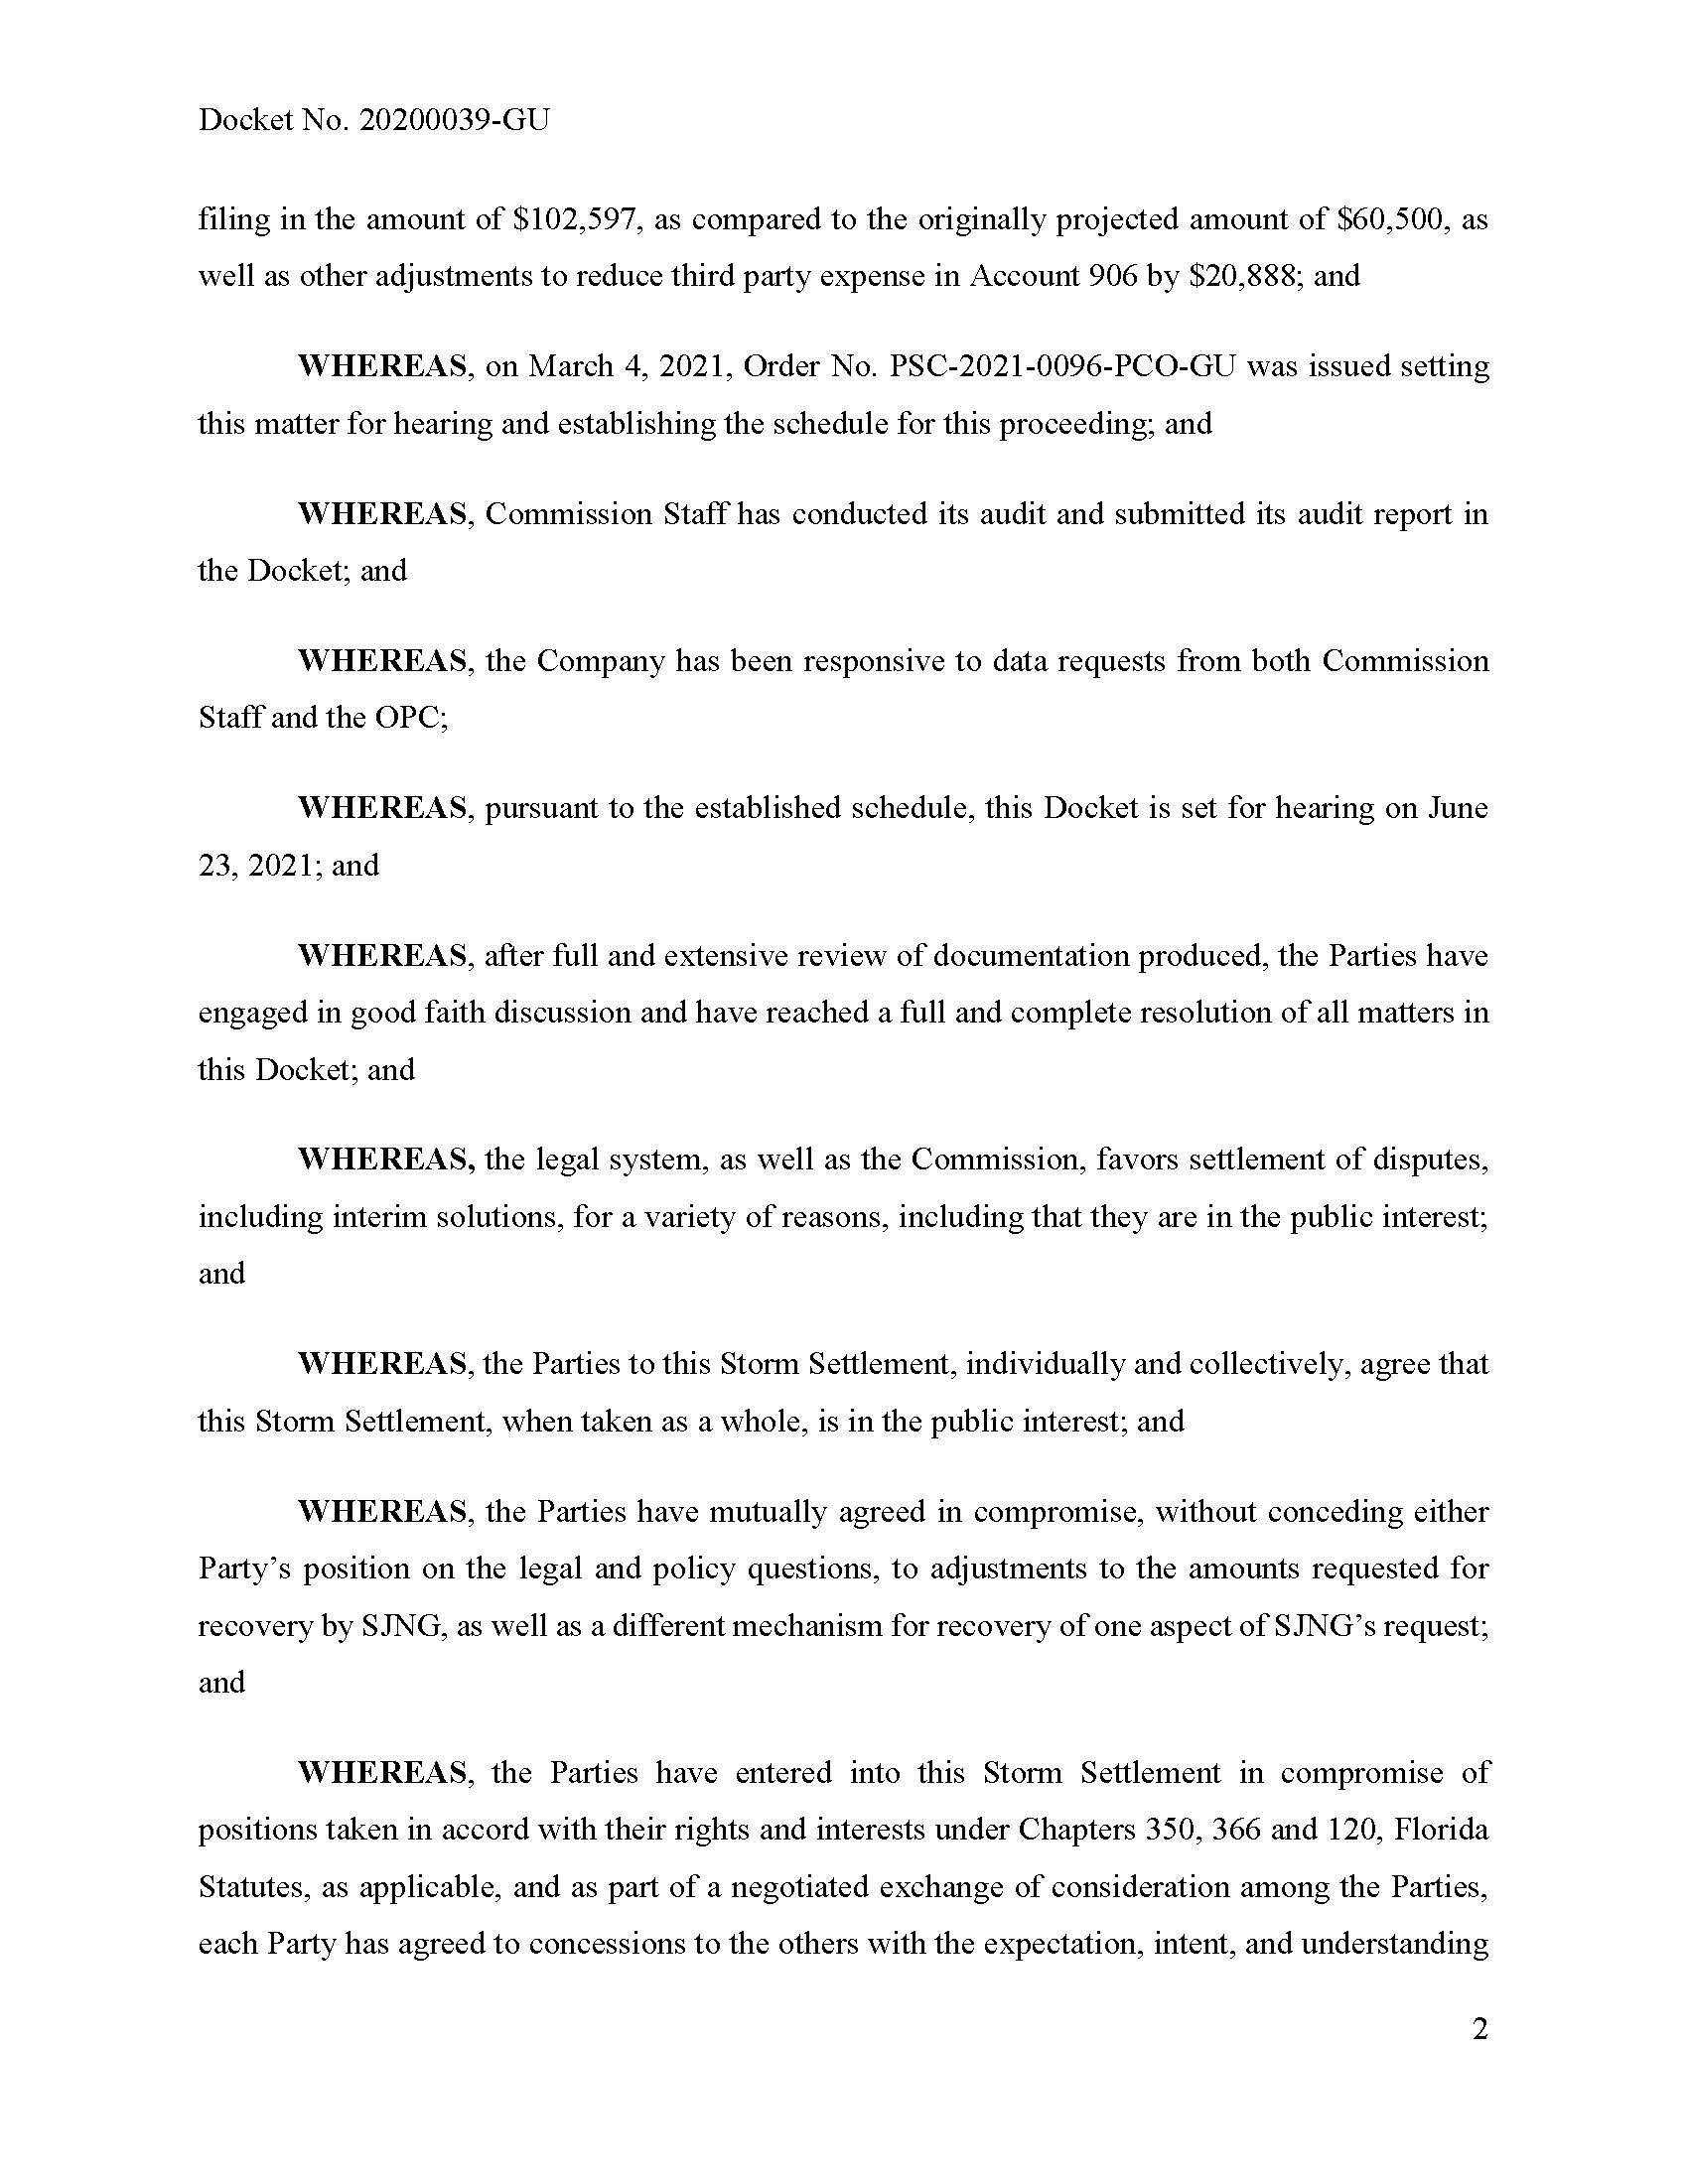 Docket No. 20200039-GU
filing in the amount of $102,597, as compared to the originally projected amount of $60,500, as
well as other adjustments to reduce third party expense in Account 906 by $20,888; and
WHEREAS, on March 4, 2021, Order No. PSC-2021-0096-PCO-GU was issued setting
this matter for hearing and establishing the schedule for this proceeding; and
WHEREAS, Commission Staff has conducted its audit and submitted its audit report in
the Docket; and
WHEREAS, the Company has been responsive to data requests from both Commission
Staff and the OPC;
WHEREAS, pursuant to the established schedule, this Docket is set for hearing on June
23, 2021; and
WHEREAS, after full and extensive review of documentation produced, the Parties have
engaged in good faith discussion and have reached a full and complete resolution of all matters in
this Docket; and
WHEREAS, the legal system, as well as the Commission, favors settlement of disputes,
including interim solutions, for a variety of reasons, including that they are in the public interest;
and
WHEREAS, the Parties to this Storm Settlement, individually and collectively, agree that
this Storm Settlement, when taken as a whole, is in the public interest; and
WHEREAS, the Parties have mutually agreed in compromise, without conceding either
Party’s position on the legal and policy questions, to adjustments to the amounts requested for
recovery by SJNG, as well as a different mechanism for recovery of one aspect of SJNG’s request;
and
WHEREAS, the Parties have entered into this Storm Settlement in compromise of
positions taken in accord with their rights and interests under Chapters 350, 366 and 120, Florida
Statutes, as applicable, and as part of a negotiated exchange of consideration among the Parties,
each Party has agreed to concessions to the others with the expectation, intent, and understanding
2